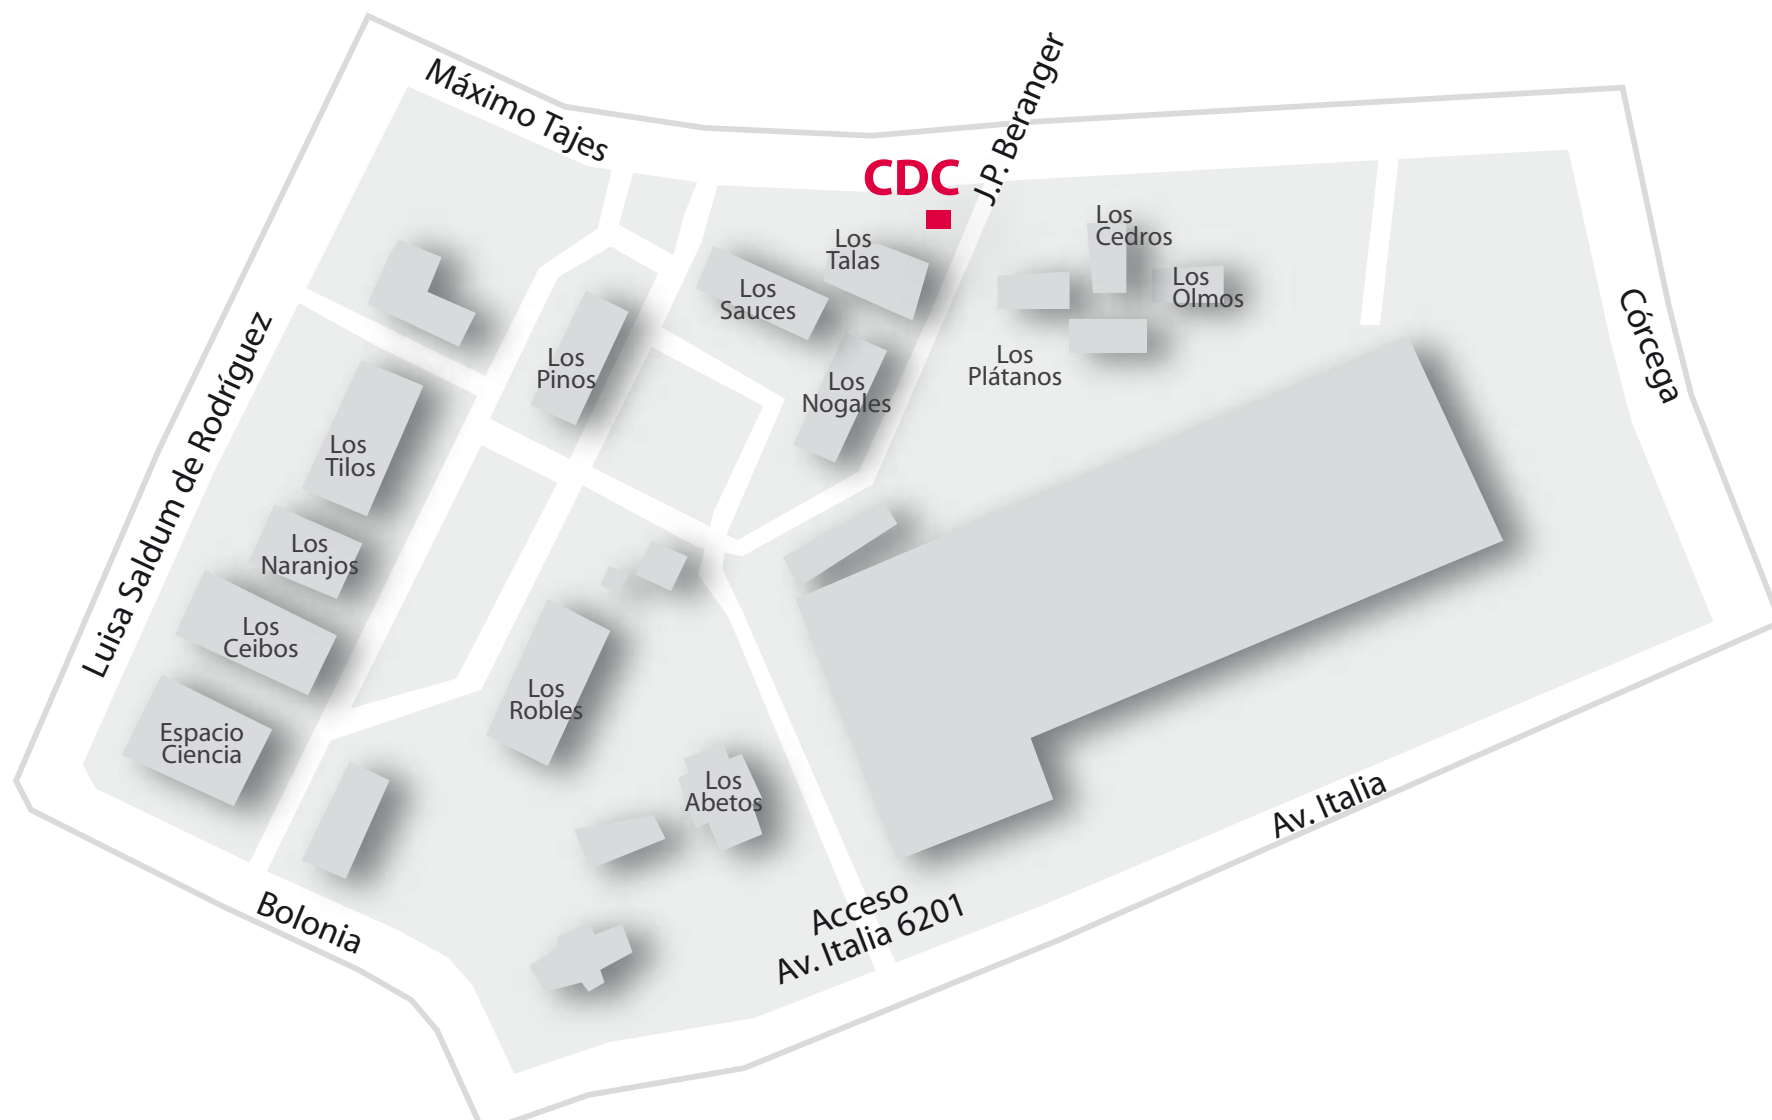 Máximo Tajes
J.P. Beranger
CDC
Los
Cedros
Los
Talas
Los
Olmos
Los
Sauces
Córcega
Los
Pinos
Los
Plátanos
Los
Nogales
Luisa Saldum de Rodríguez
Los
Tilos
Los
Naranjos
Los
Ceibos
Los
Robles
Espacio
Ciencia
Los
Abetos
Av. Italia
Acceso
Av. Italia 6201
Bolonia